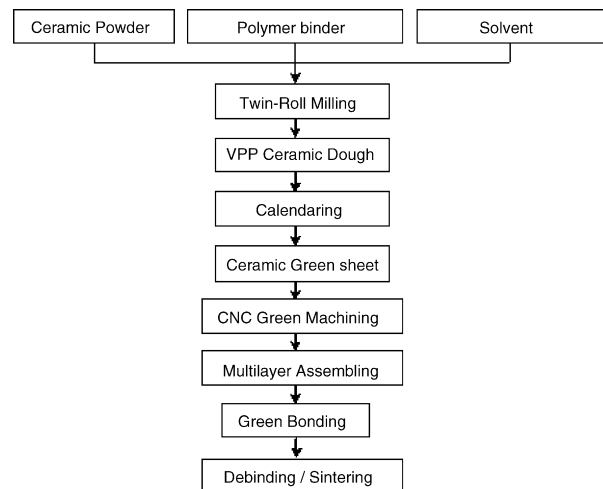 Ceramic Powder
Polymer binder
Solvent
Twin-Roll Milling
VPP Ceramic Dough
Calendaring
Ceramic Green sheet
CNC Green Machining
Multilayer Assembling
Green Bonding
Debinding / Sintering